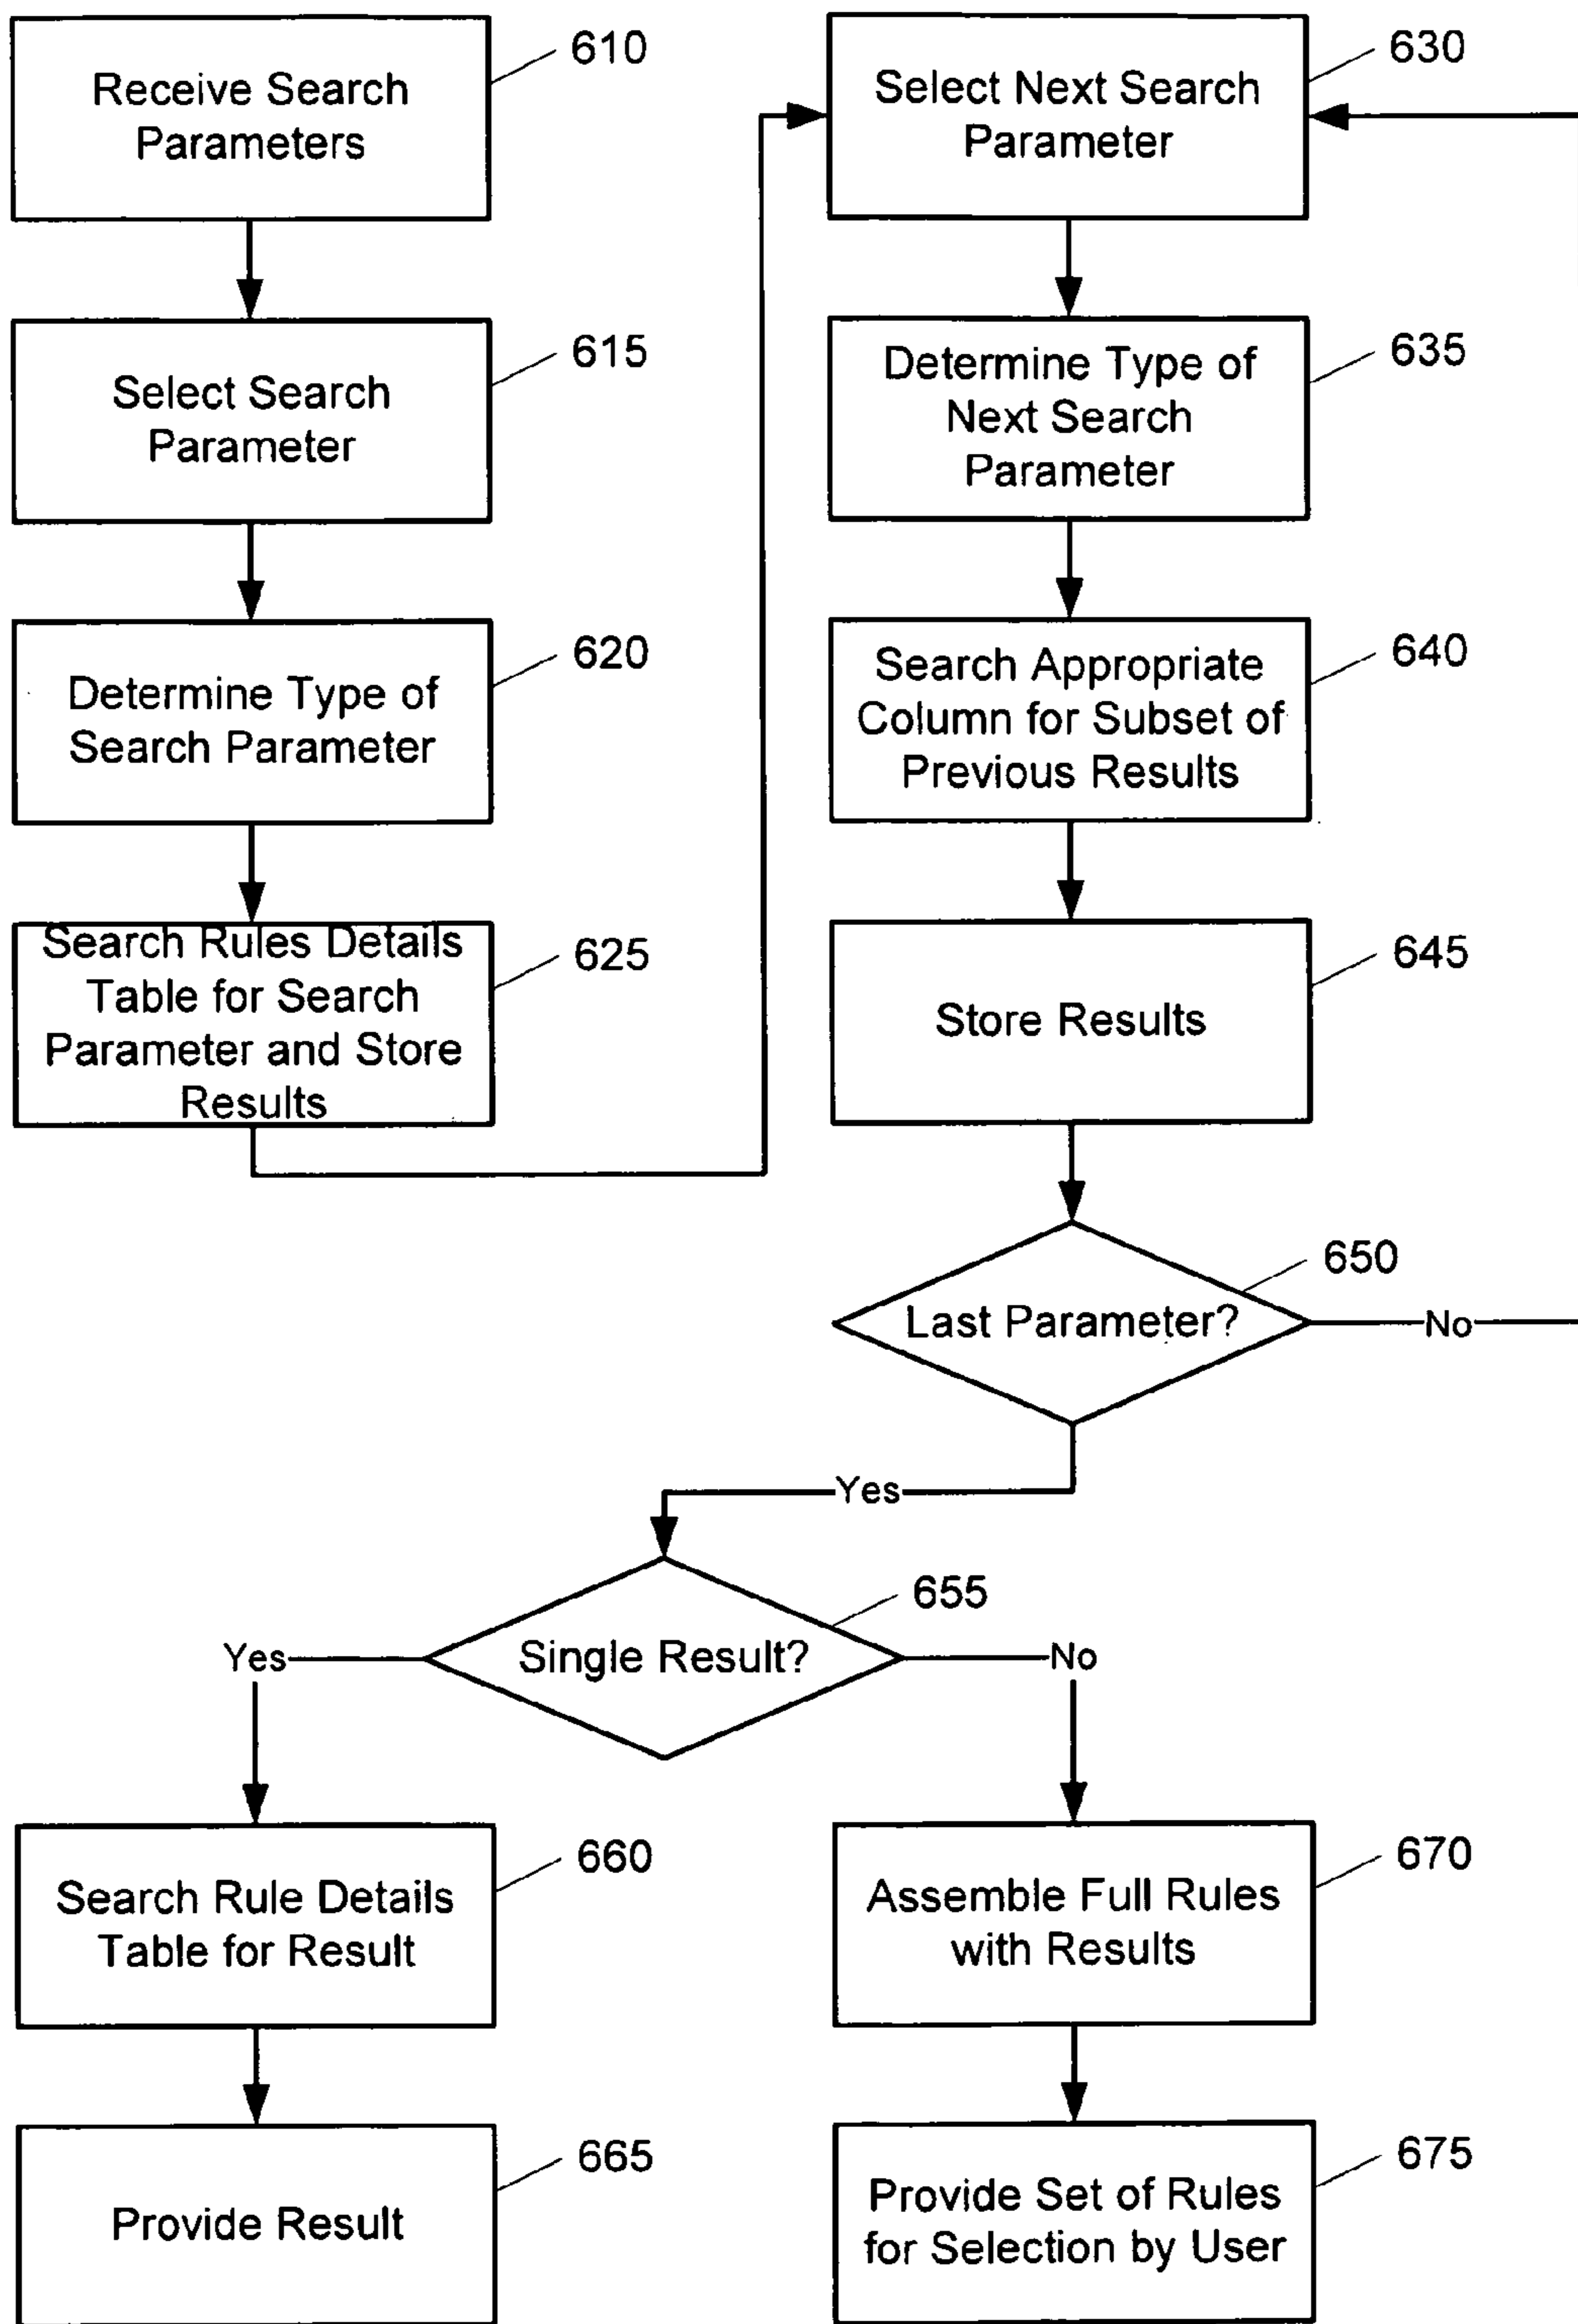 Receive Search
Parameters
610
Select Search
Parameter
615
Determine Type of
Search Parameter
620
Search Rules Details
Table for Search
Parameter and Store
Results
625
Select Next Search
Parameter
630
Determine Type of
Next Search
Parameter
635
Search Appropriate
Column for Subset of
Previous Results
640
Store Results
645
Last Parameter?
650
No
Yes
Single Result?
655
Yes
No
Search Rule Details
Table for Result
660
Provide Result
665
Assemble Full Rules
with Results
670
Provide Set of Rules
for Selection by User
675